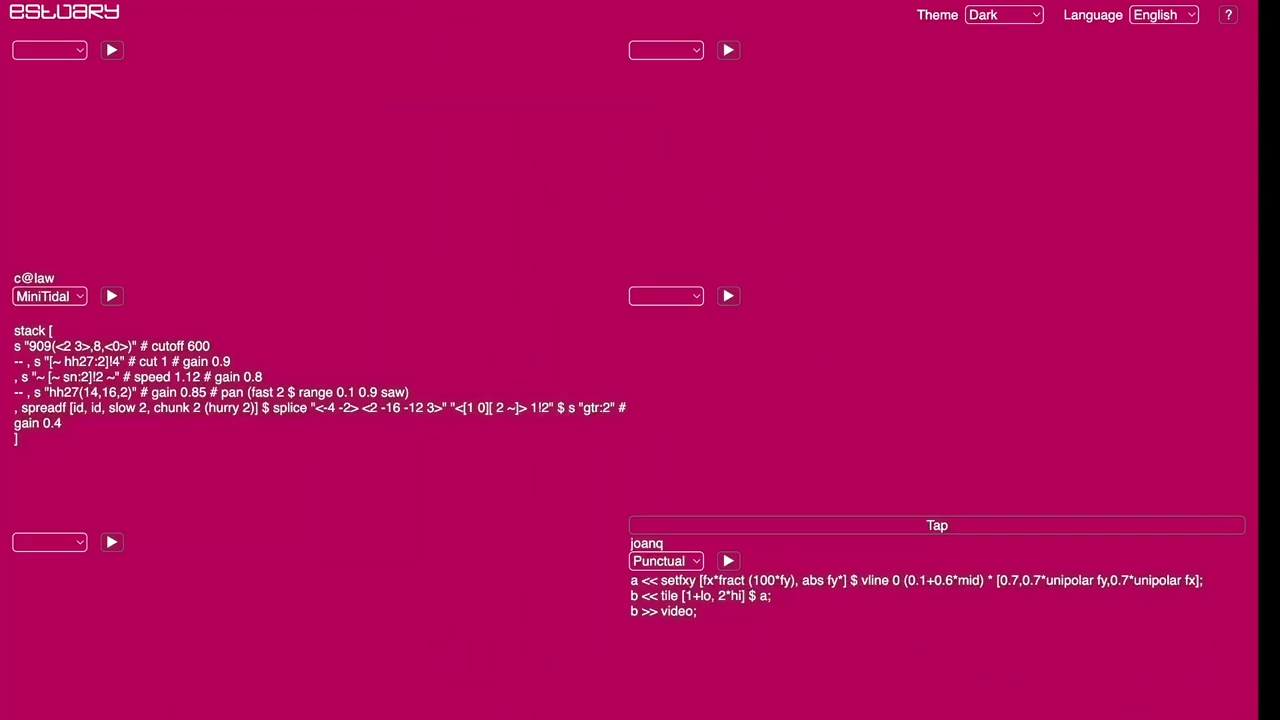 estuary
Theme Dark Language English ?
c@law
MiniTidal
stack [
s "909(<2 3>,8,<0>)" # cutoff 600
-- , s "[~ hh27:2]!4" # cut 1 # gain 0.9
, s "~ [~ sn:2]!2 ~" # speed 1.12 # gain 0.8
-- , s "hh27(14,16,2)" # gain 0.85 # pan (fast 2 $ range 0.1 0.9 saw)
, spreadf [id, id, slow 2, chunk 2 (hurry 2)] $ splice "<-4 -2> <2 -16 -12 3>" "<[1 0][ 2 ~]> 1!2" $ s "gtr:2" #
gain 0.4
]
Tap
joanq
Punctual
a << setfxy [fx*fract (100*fy), abs fy*] $ vline 0 (0.1+0.6*mid) * [0.7,0.7*unipolar fy,0.7*unipolar fx];
b << tile [1+lo, 2*hi] $ a;
b >> video;